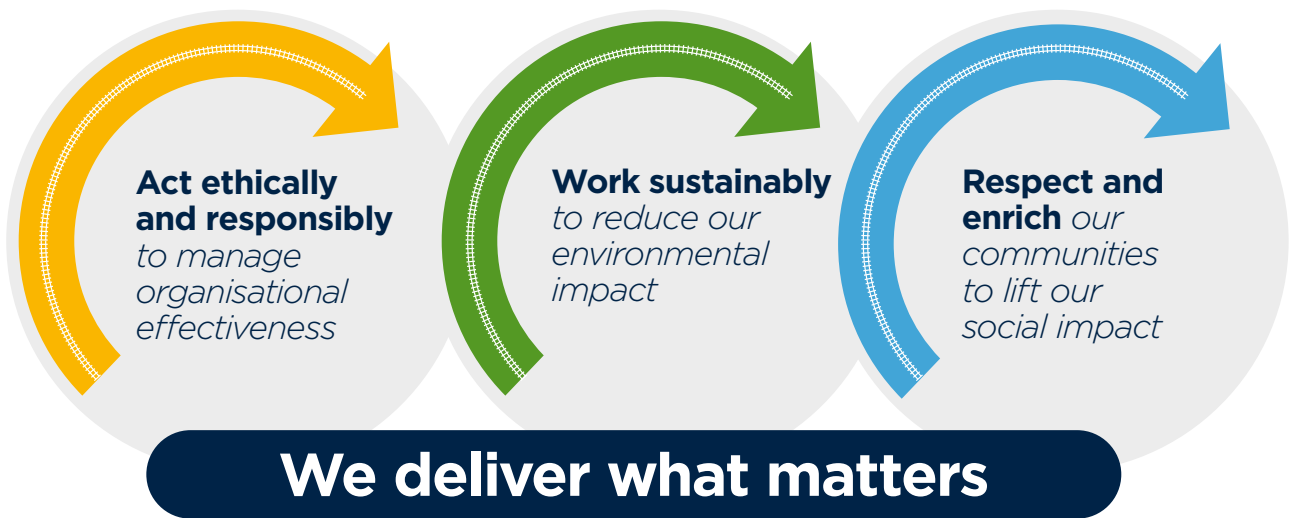 Act ethically
and responsibly
to manage
organisational
effectiveness
Work sustainably
to reduce our
environmental
impact
Respect and
enrich our
communities
to lift our
social impact
We deliver what matters